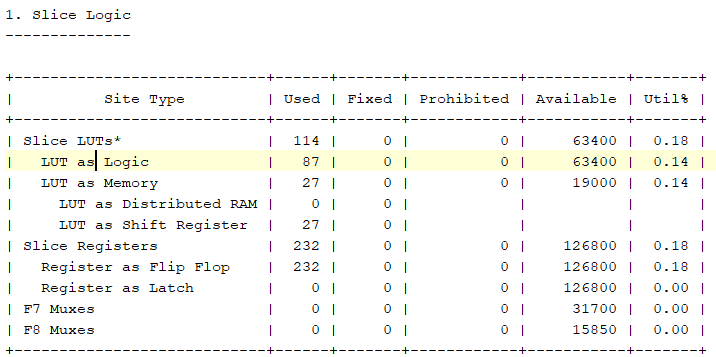 1. Slice Logic
--------------
+----------------------------+------+-------+------------+-----------+-------+
|          Site Type         | Used | Fixed | Prohibited | Available | Util% |
+----------------------------+------+-------+------------+-----------+-------+
| Slice LUTs*                |  114 |     0 |          0 |     63400 |  0.18 |
|   LUT as Logic             |   87 |     0 |          0 |     63400 |  0.14 |
|   LUT as Memory            |   27 |     0 |          0 |     19000 |  0.14 |
|     LUT as Distributed RAM |    0 |     0 |            |           |       |
|     LUT as Shift Register  |   27 |     0 |            |           |       |
| Slice Registers            |  232 |     0 |          0 |    126800 |  0.18 |
|   Register as Flip Flop    |  232 |     0 |          0 |    126800 |  0.18 |
|   Register as Latch        |    0 |     0 |          0 |    126800 |  0.00 |
| F7 Muxes                   |    0 |     0 |          0 |     31700 |  0.00 |
| F8 Muxes                   |    0 |     0 |          0 |     15850 |  0.00 |
+----------------------------+------+-------+------------+-----------+-------+